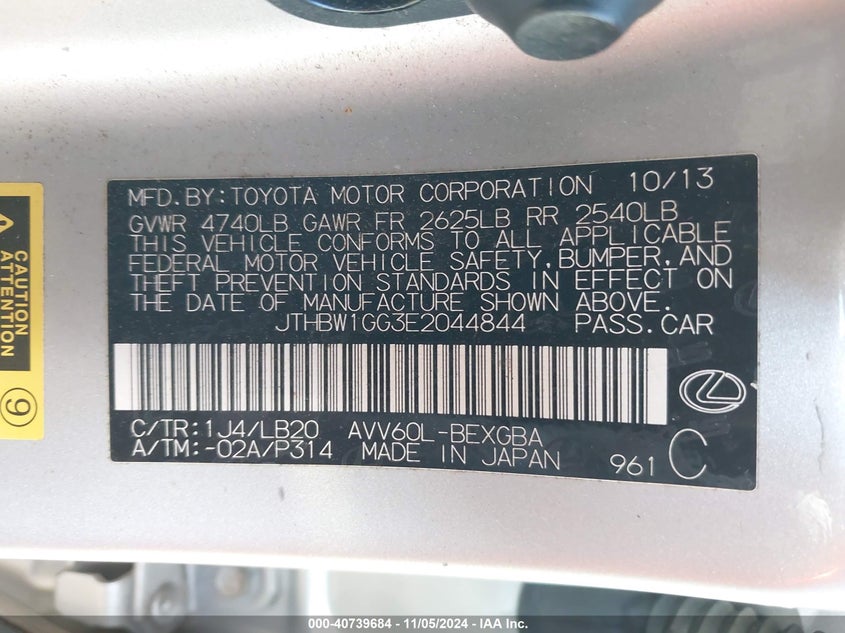 MFD.BY:TOYOTA MOTOR CORPORATION 10/13
GVWR 4740LB GAWR FR 2625LB RR 2540LB
THIS VEHICLE CONFORMS TO ALL APPLICABLE
FEDERAL MOTOR VEHICLE SAFETY,BUMPER,AND
THEFT PREVENTION STANDARDS IN EFFECT ON
THE DATE OF MANUFACTURE SHOWN ABOVE.
JTHBW1GG3E2044844 PASS.CAR
C/TR:1J4/LB20 AVV60L-BEXGBA
A/TM:-02A/P314 MADE IN JAPAN 961 C
CAUTION
ATTENTION
9
000-40739684 - 11/05/2024 - IAA Inc.